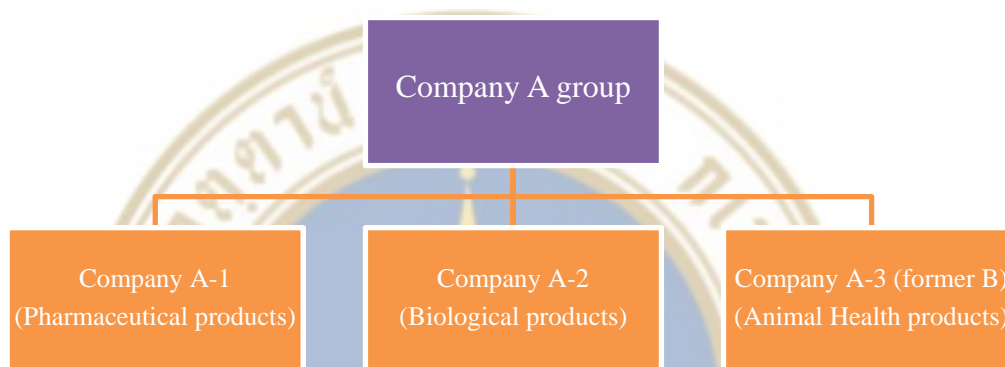 Company A group
Company A-1
(Pharmaceutical products)
Company A-2
(Biological products)
Company A-3 (former B)
(Animal Health products)